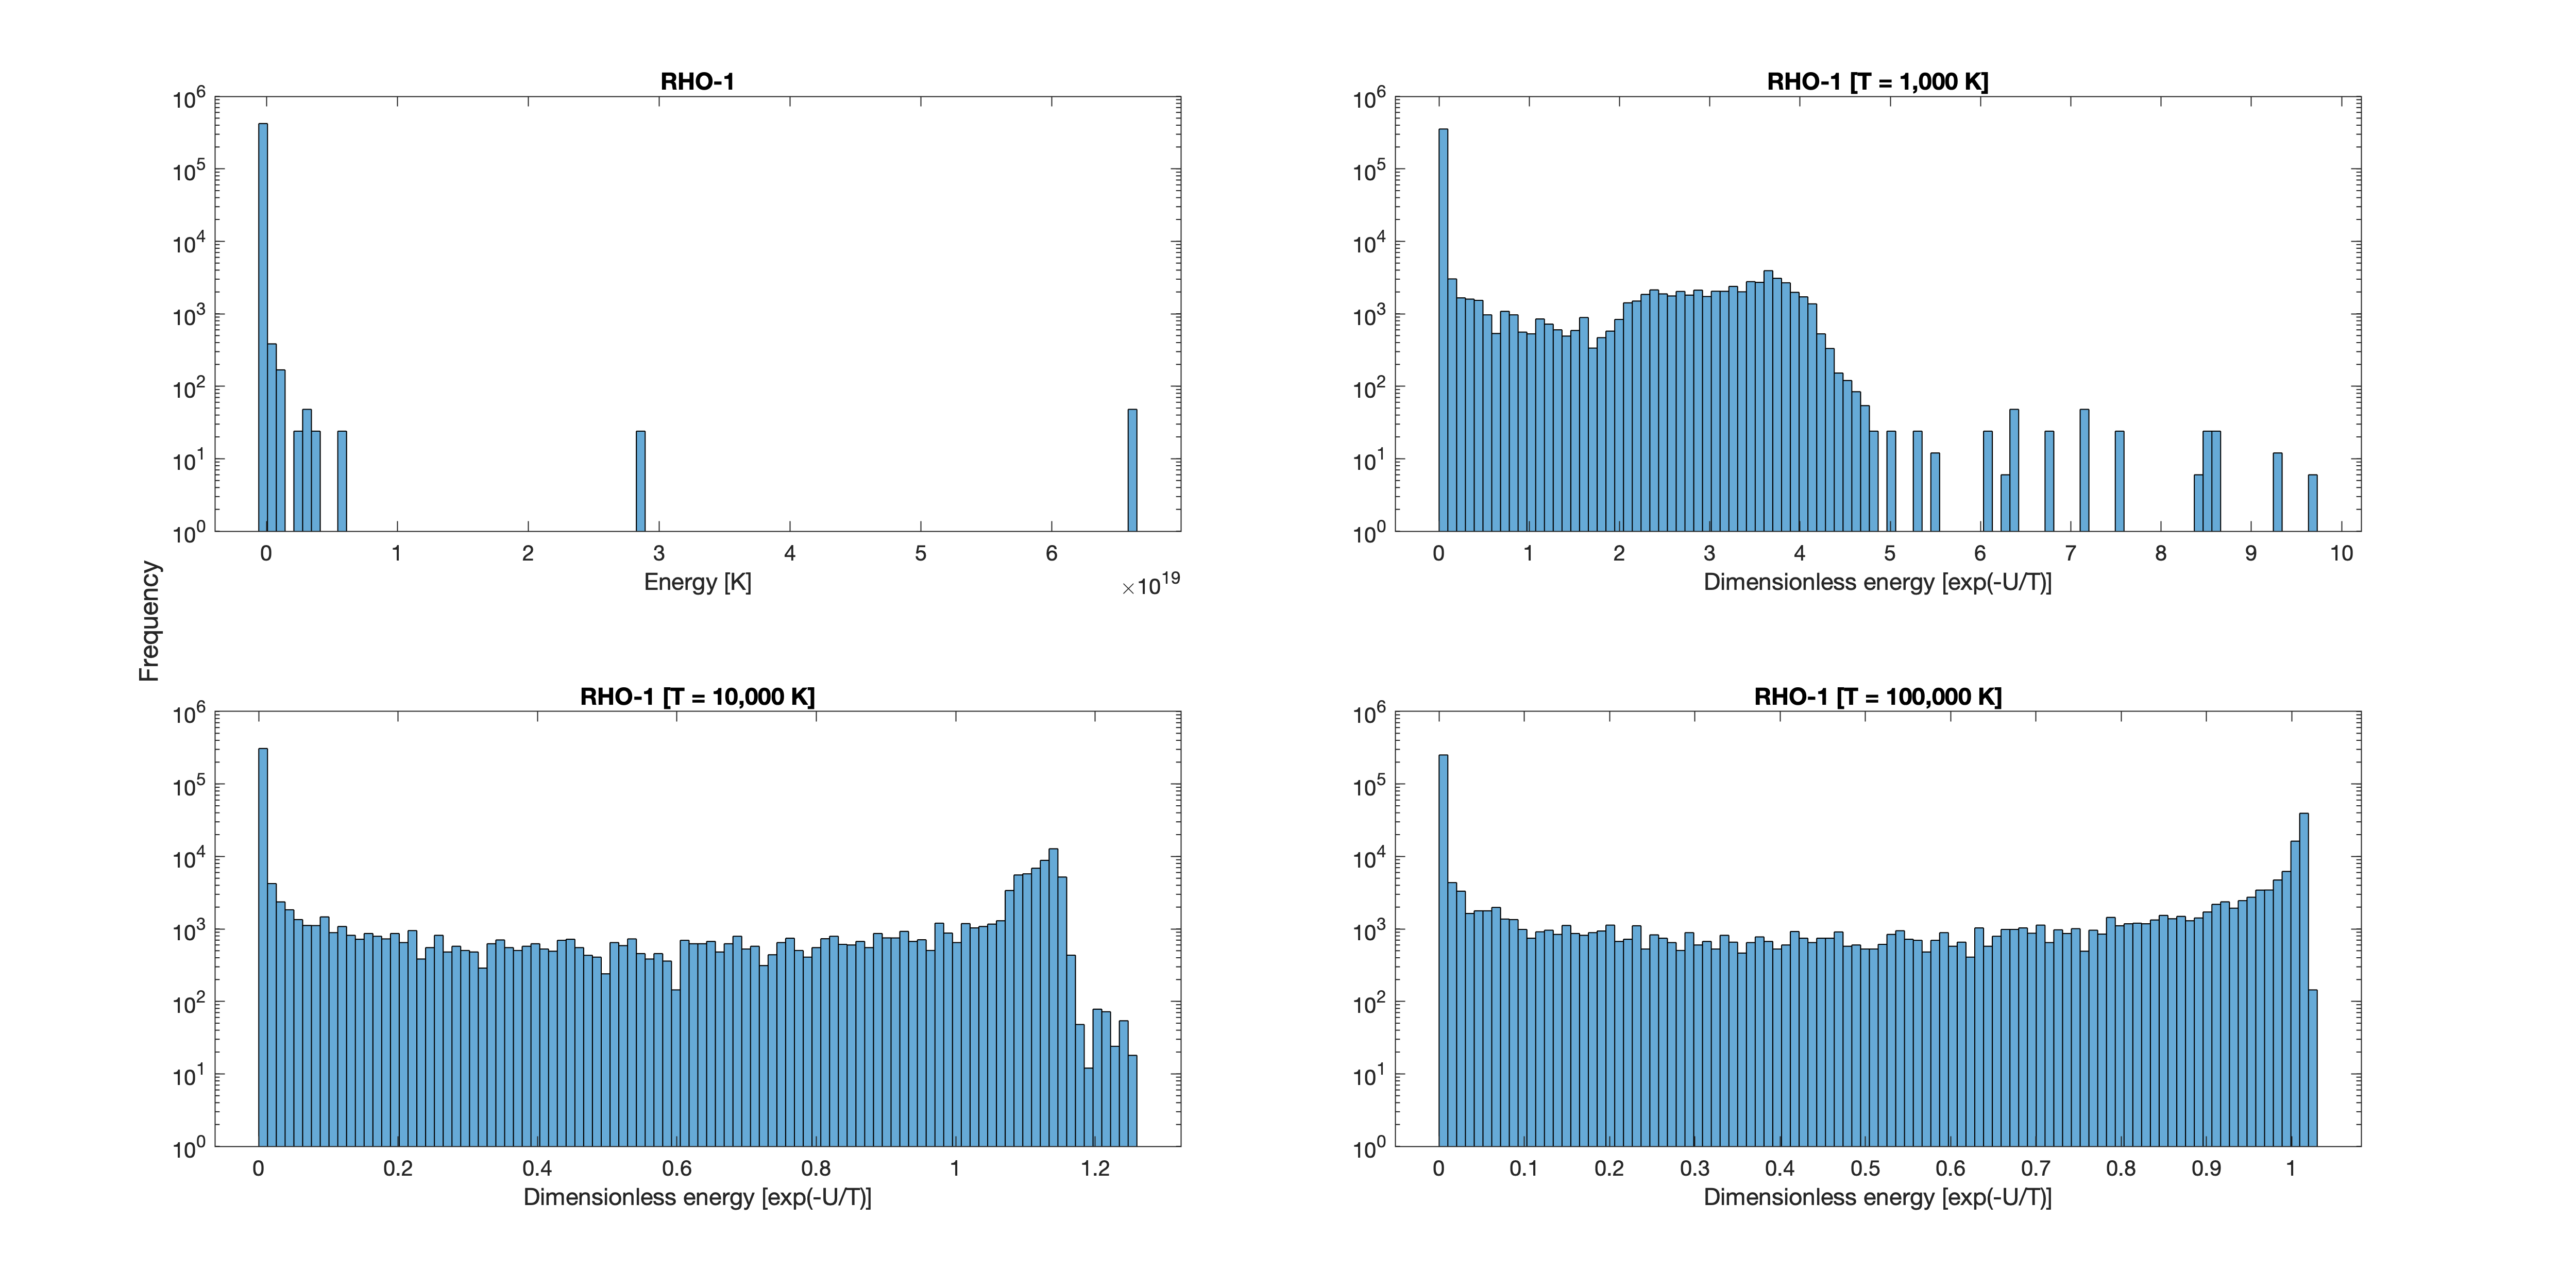 RHO-1
10^6
10^5
10^4
10^3
10^2
10^1
10^0
0 1 2 3 4 5 6
×10^19
Energy [K]
RHO-1 [T = 1,000 K]
10^6
10^5
10^4
10^3
10^2
10^1
10^0
0 1 2 3 4 5 6 7 8 9 10
Dimensionless energy [exp(-U/T)]
Frequency
RHO-1 [T = 10,000 K]
10^6
10^5
10^4
10^3
10^2
10^1
10^0
0 0.2 0.4 0.6 0.8 1 1.2
Dimensionless energy [exp(-U/T)]
RHO-1 [T = 100,000 K]
10^6
10^5
10^4
10^3
10^2
10^1
10^0
0 0.1 0.2 0.3 0.4 0.5 0.6 0.7 0.8 0.9 1
Dimensionless energy [exp(-U/T)]